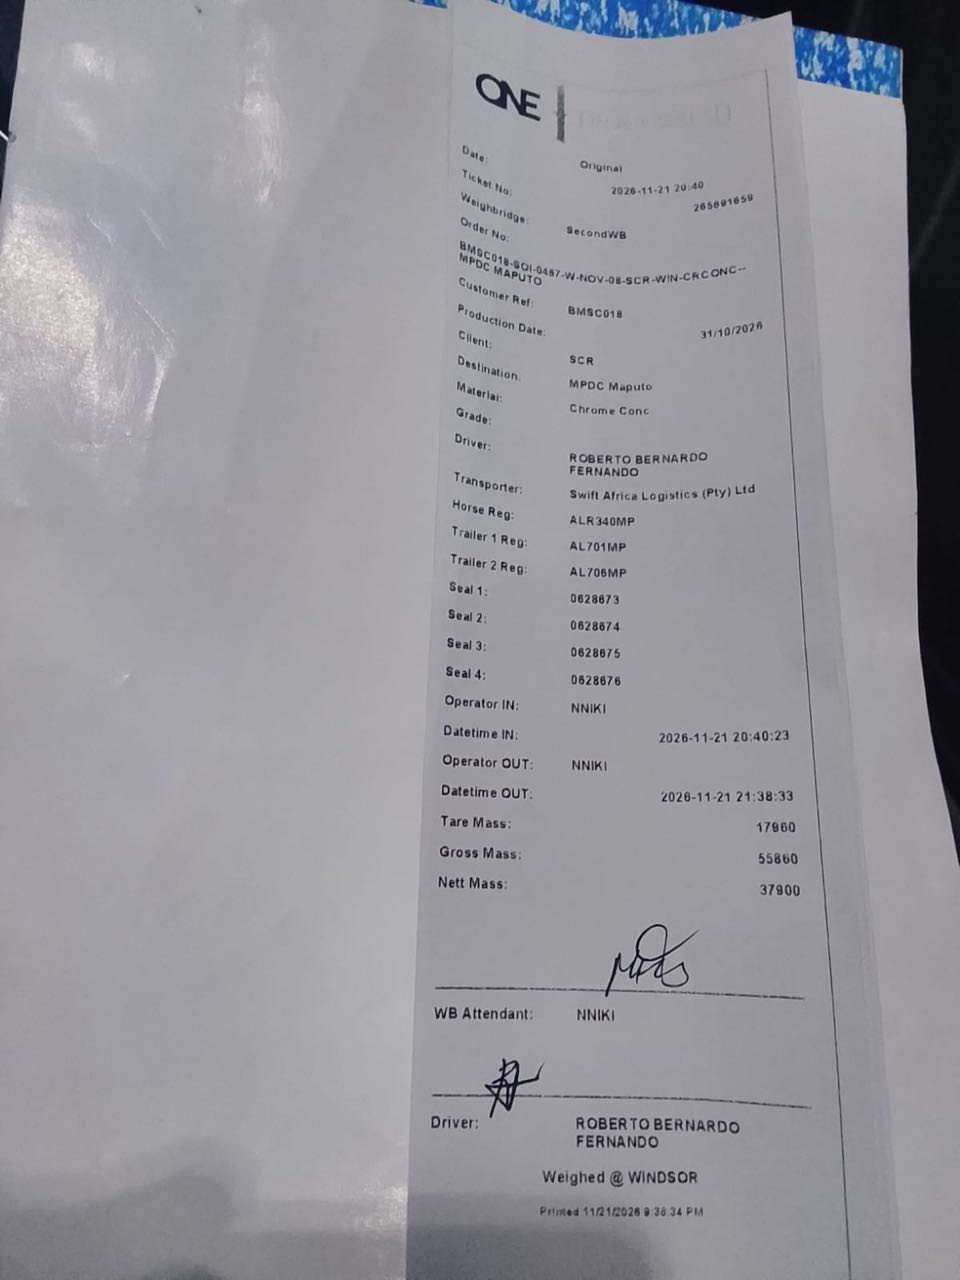 ONE
Original
Date: 2026-11-21 20:40
Ticket No: 265691659
Weighbridge: SecondWB
Order No:
BMSC018-SOI-0467-W-NOV-08-SCR-WIN-CRCONC--
MPDC MAPUTO
Customer Ref: BMSC018
Production Date: 31/10/2026
Client: SCR
Destination: MPDC Maputo
Material: Chrome Conc
Grade:
Driver: ROBERTO BERNARDO
FERNANDO
Transporter: Swift Africa Logistics (Pty) Ltd
Horse Reg: ALR340MP
Trailer 1 Reg: AL701MP
Trailer 2 Reg: AL706MP
Seal 1: 0628673
Seal 2: 0628674
Seal 3: 0628675
Seal 4: 0628676
Operator IN: NNIKI
Datetime IN: 2026-11-21 20:40:23
Operator OUT: NNIKI
Datetime OUT: 2026-11-21 21:38:33
Tare Mass: 17960
Gross Mass: 55860
Nett Mass: 37900
WB Attendant: NNIKI
Driver: ROBERTO BERNARDO
FERNANDO
Weighed @ WINDSOR
Printed 11/21/2026 9:38:34 PM